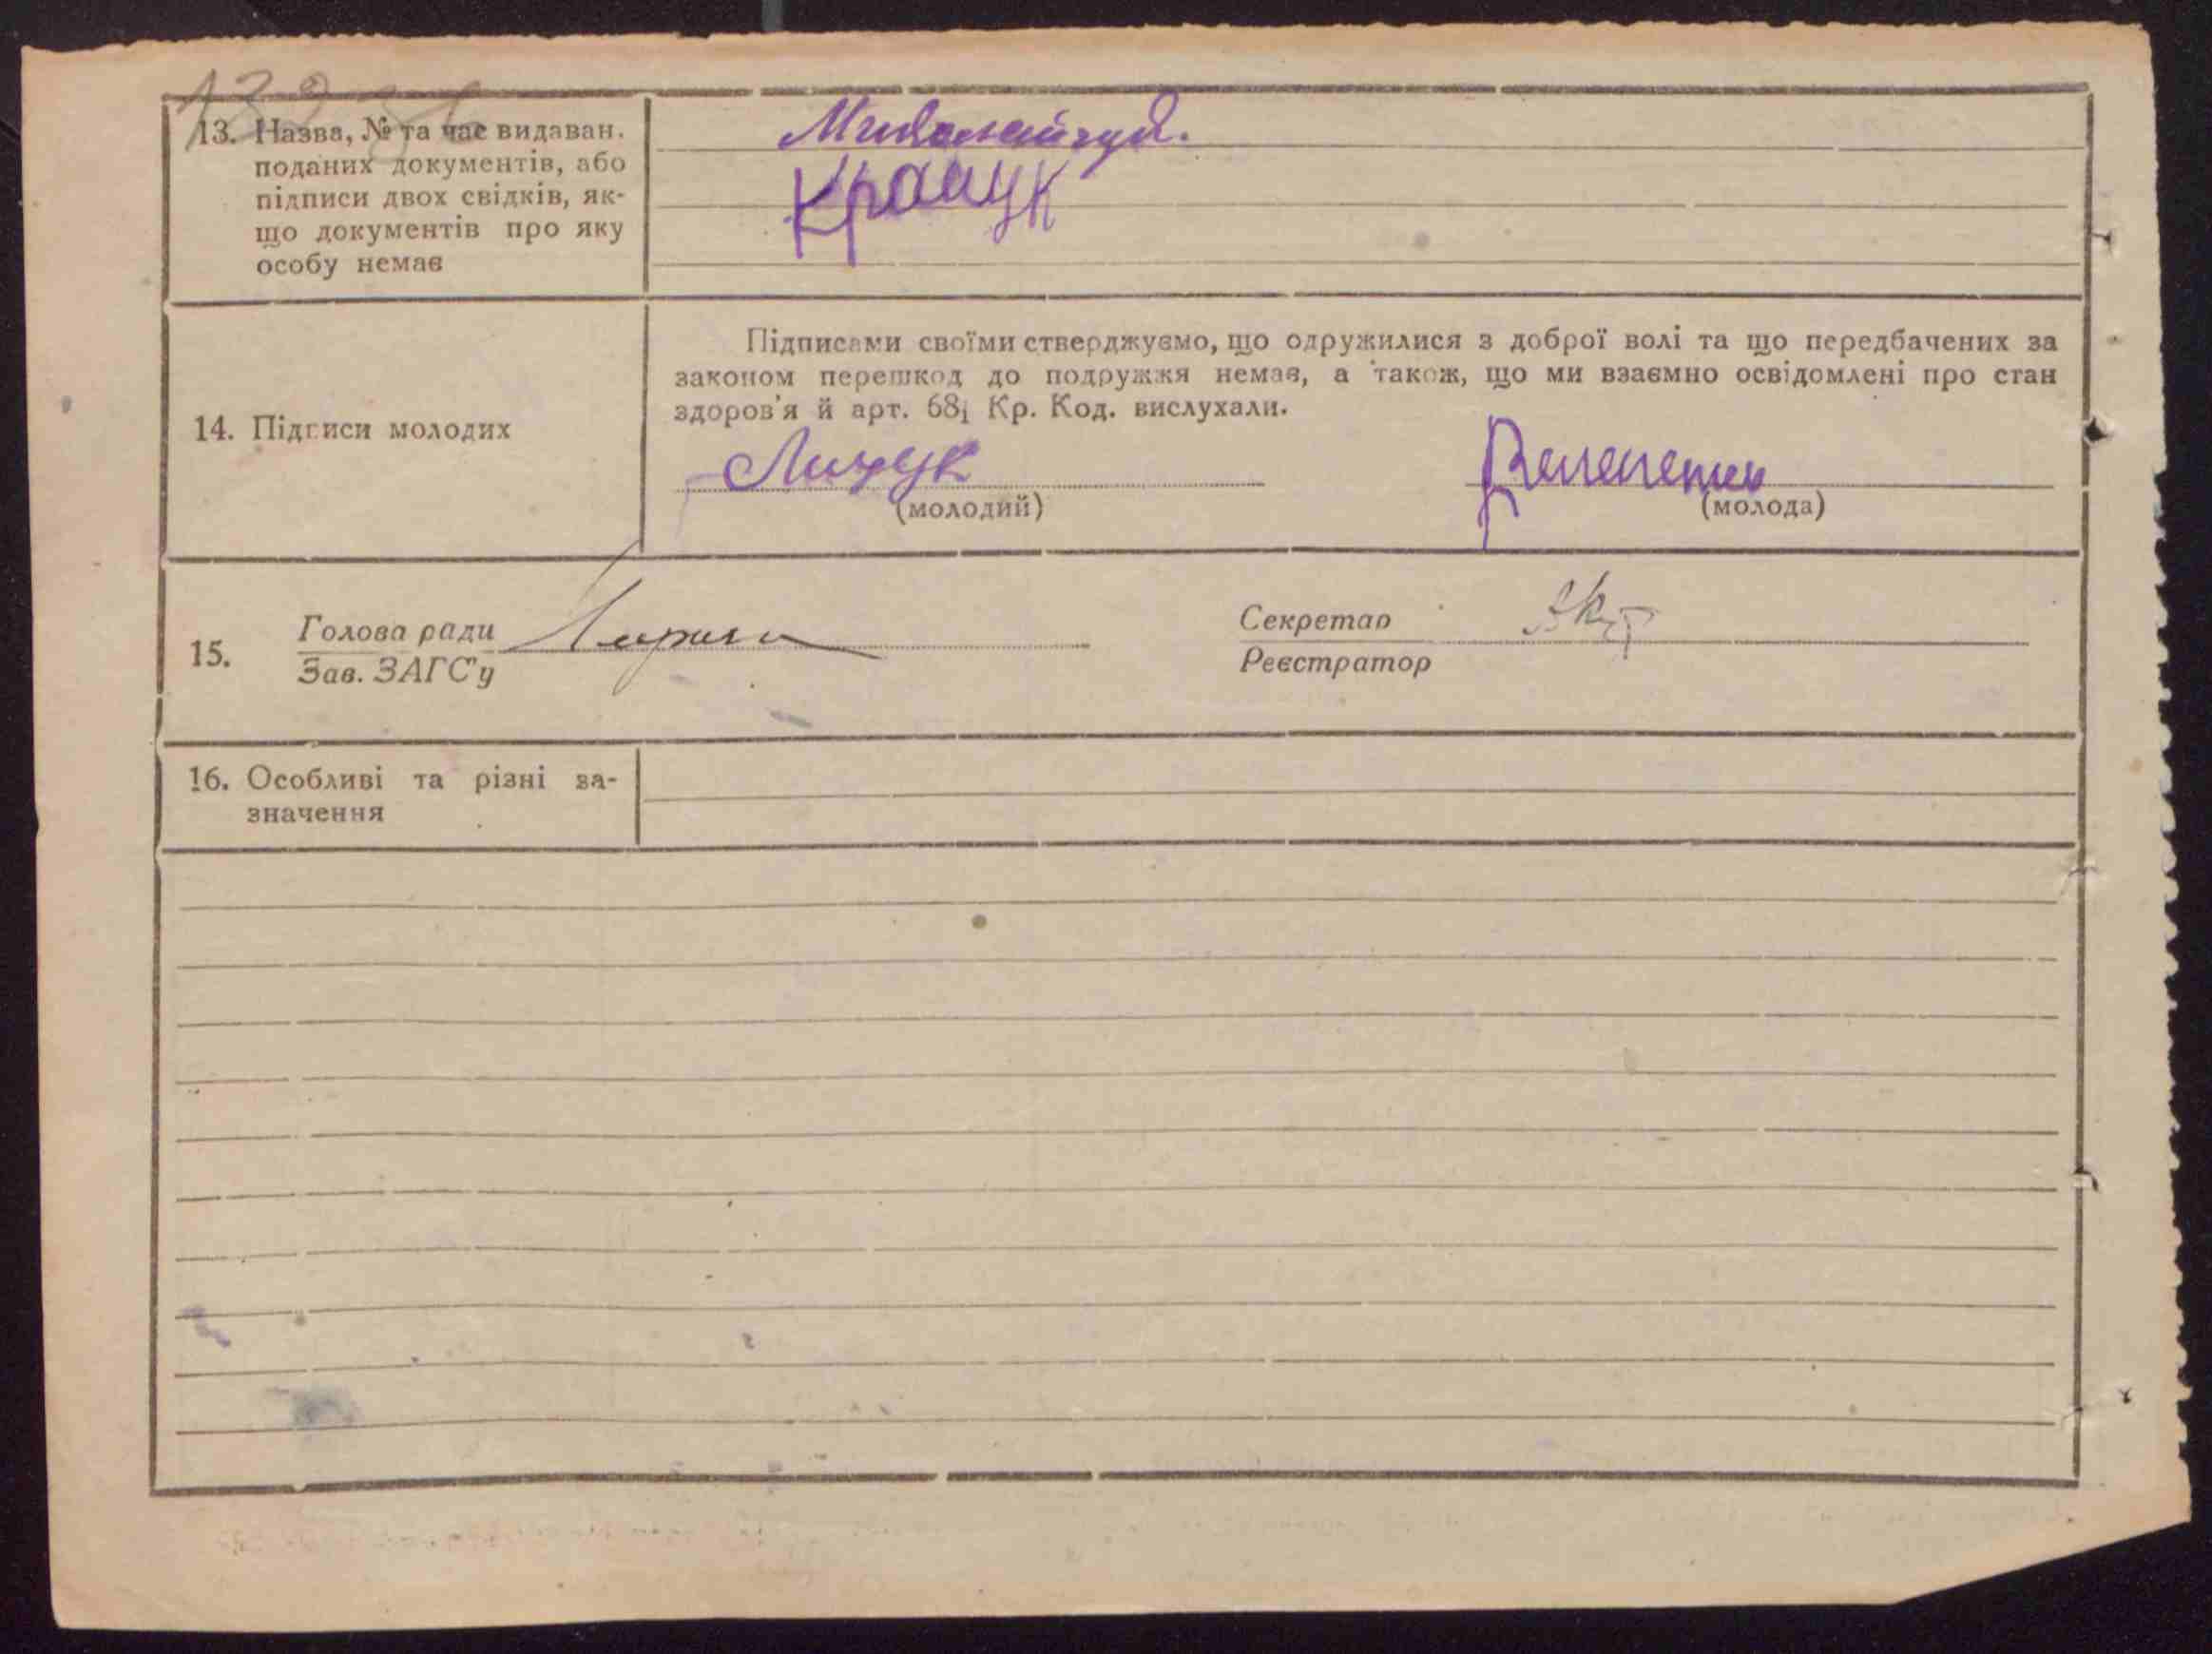 13. Назва, № та час видаван.
поданих документів, або
підписи двох свідків, як-
що документів про яку
особу немає
Миколайчук.
Кравчук
14. Підписи молодих
Підписами своїми стверджуємо, що одружилися з доброї волі та що передбачених за
законом перешкод до подружжя немає, а також, що ми взаємно освідомлені про стан
здоров'я й арт. 68₁ Кр. Код. вислухали.
(молодий)
(молода)
15.
Голова ради
Зав. ЗАГС'у
Секретар
Реєстратор
16. Особливі та різні за-
значення